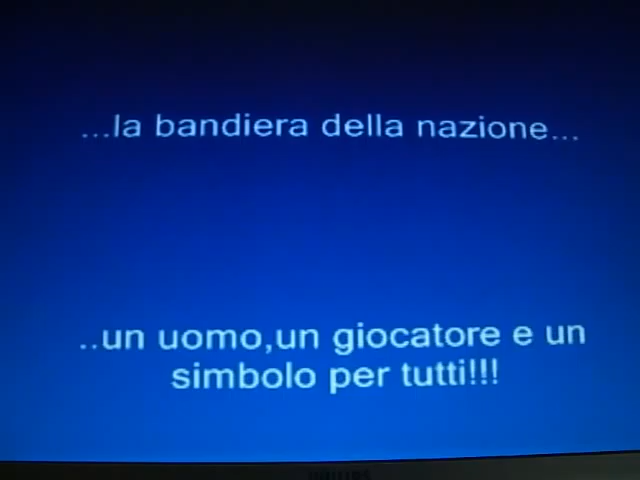 ...la bandiera della nazione...
..un uomo,un giocatore e un
simbolo per tutti!!!